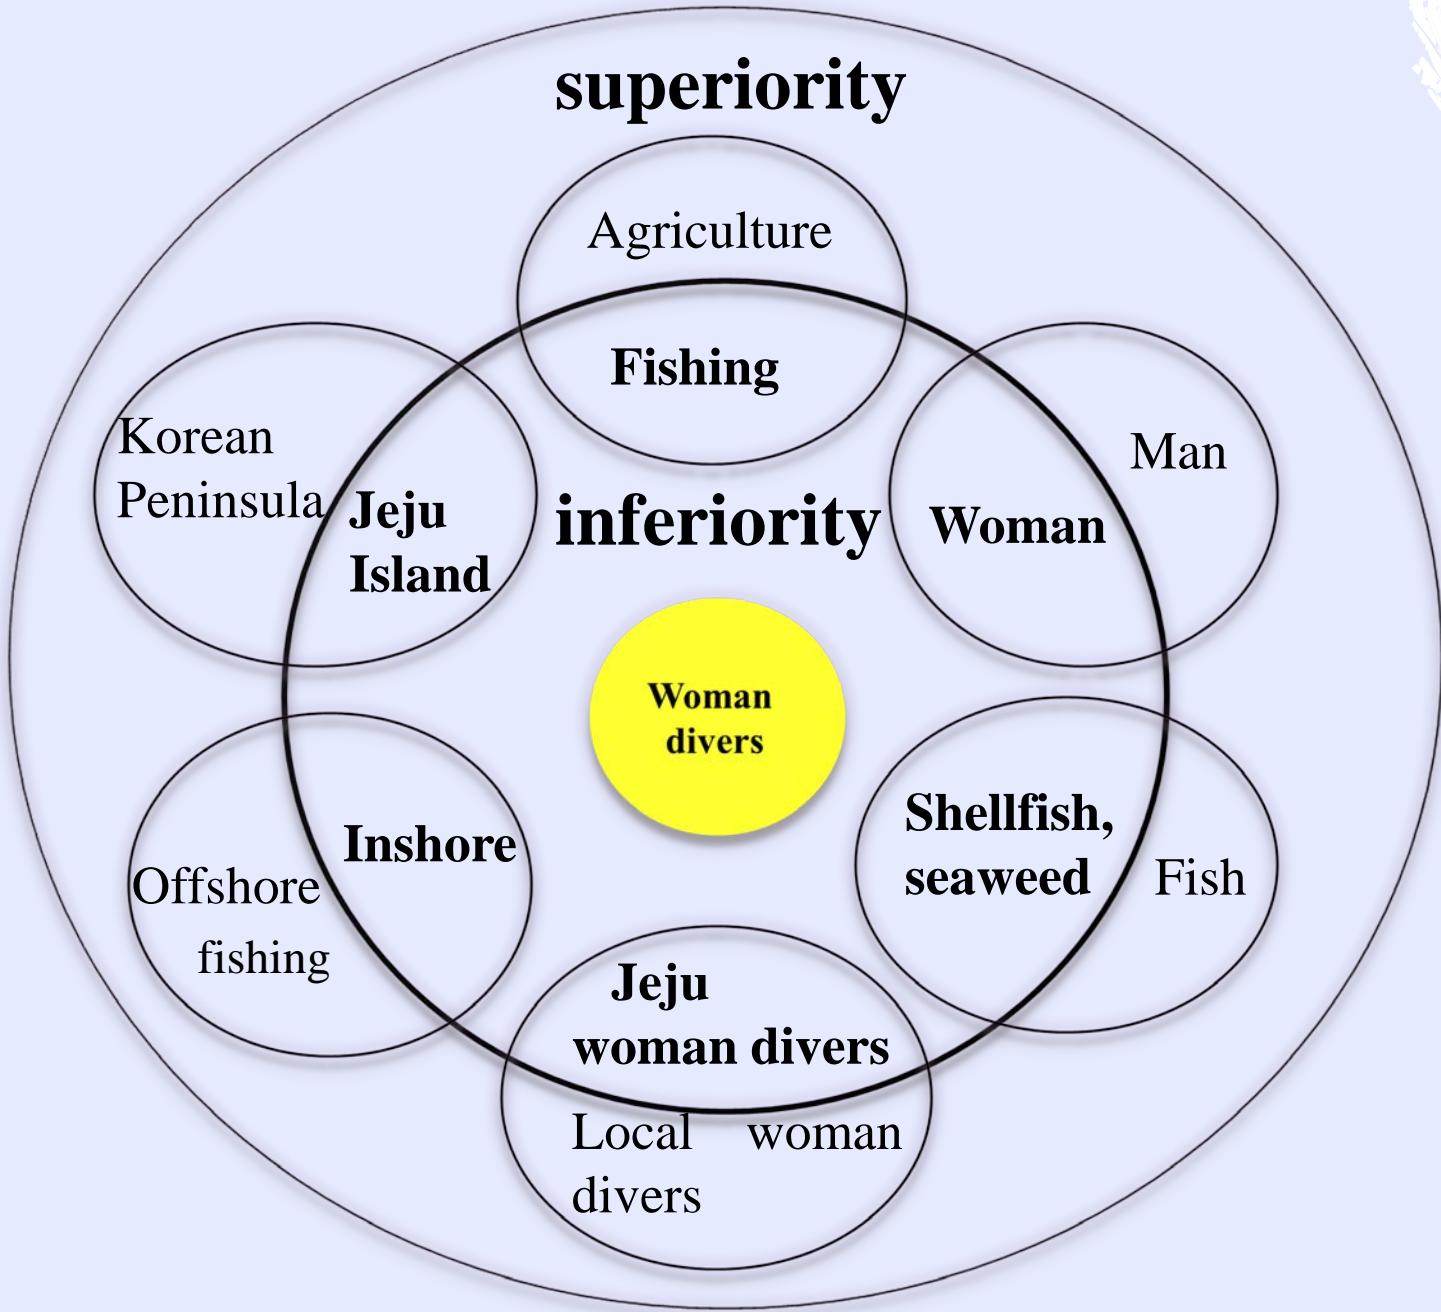 superiority
Agriculture
Fishing
Korean
Peninsula
Jeju
Island
inferiority
Woman
Man
Woman
divers
Inshore
Offshore
fishing
Shellfish,
seaweed
Fish
Jeju
woman divers
Local woman
divers